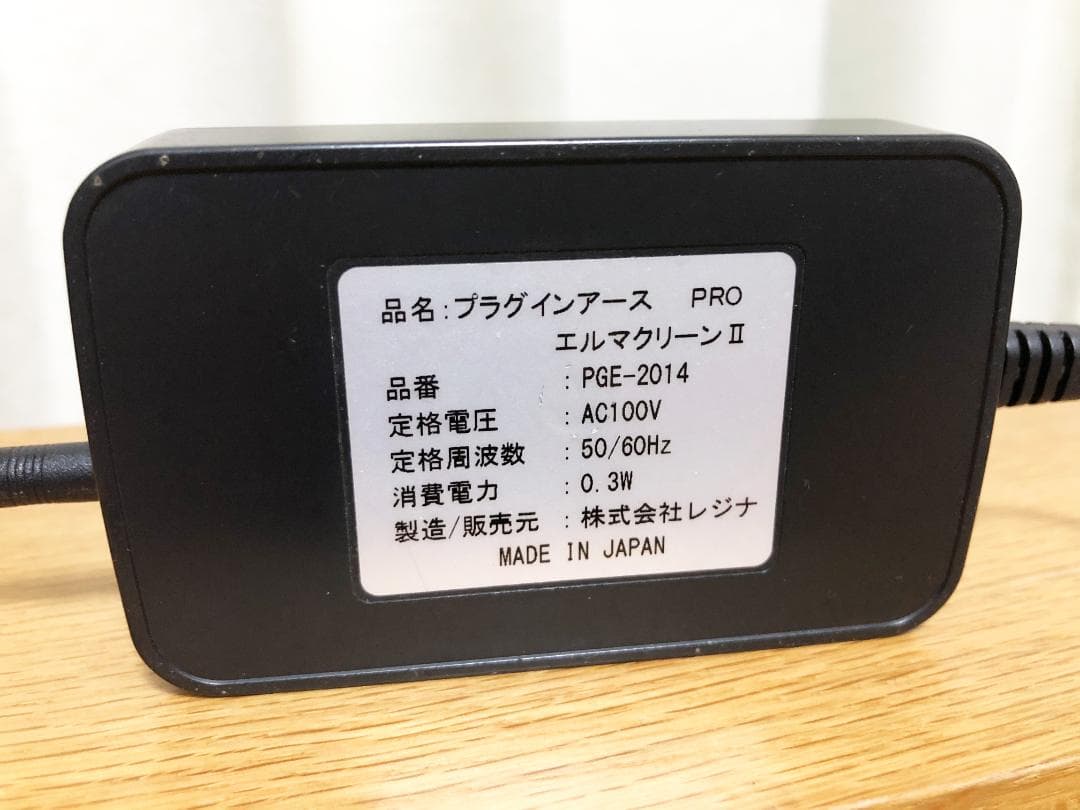 品名:プラグインアース PRO
エルマクリーンⅡ
品番 : PGE-2014
定格電圧 : AC100V
定格周波数 : 50/60Hz
消費電力 : 0.3W
製造/販売元 : 株式会社レジナ
MADE IN JAPAN